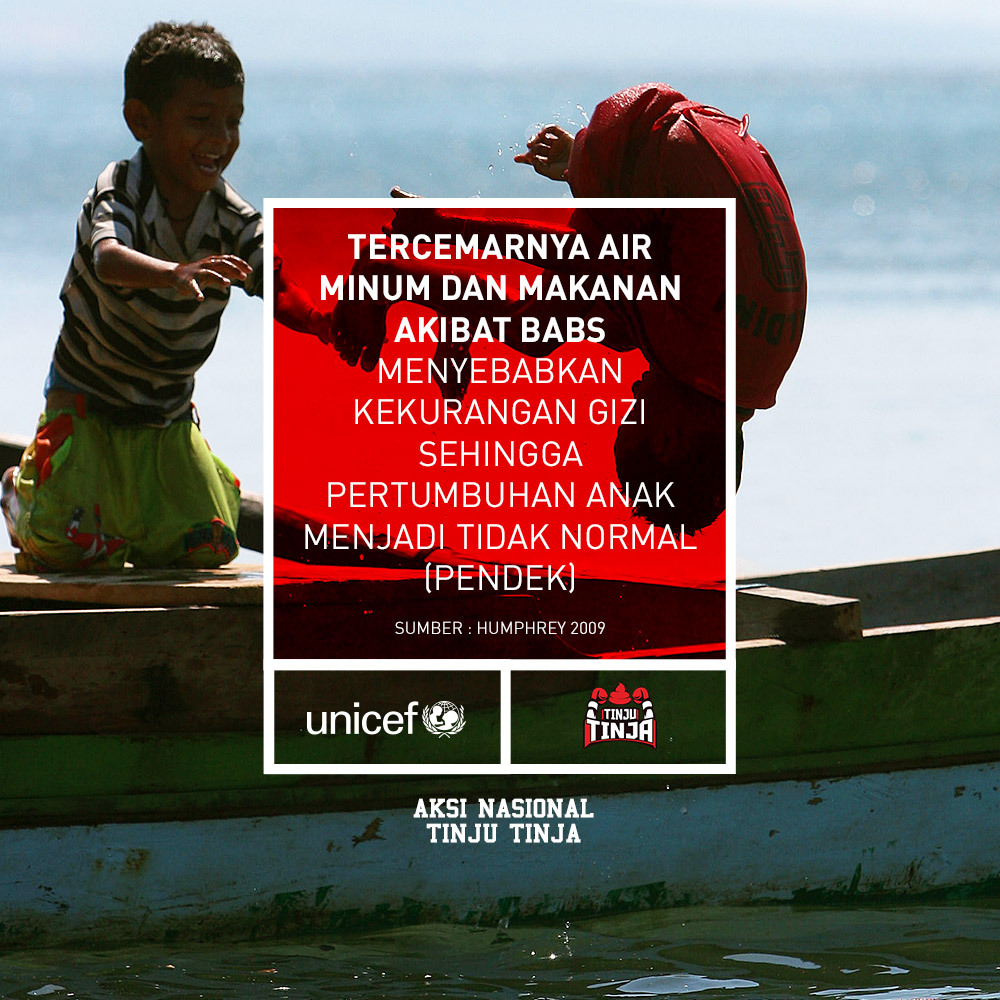 TERCEMARNYA AIR
MINUM DAN MAKANAN
AKIBAT BABS
MENYEBABKAN
KEKURANGAN GIZI
SEHINGGA
PERTUMBUHAN ANAK
MENJADI TIDAK NORMAL
(PENDEK)
SUMBER : HUMPHREY 2009
unicef
TINJU
TINJA
AKSI NASIONAL
TINJU TINJA